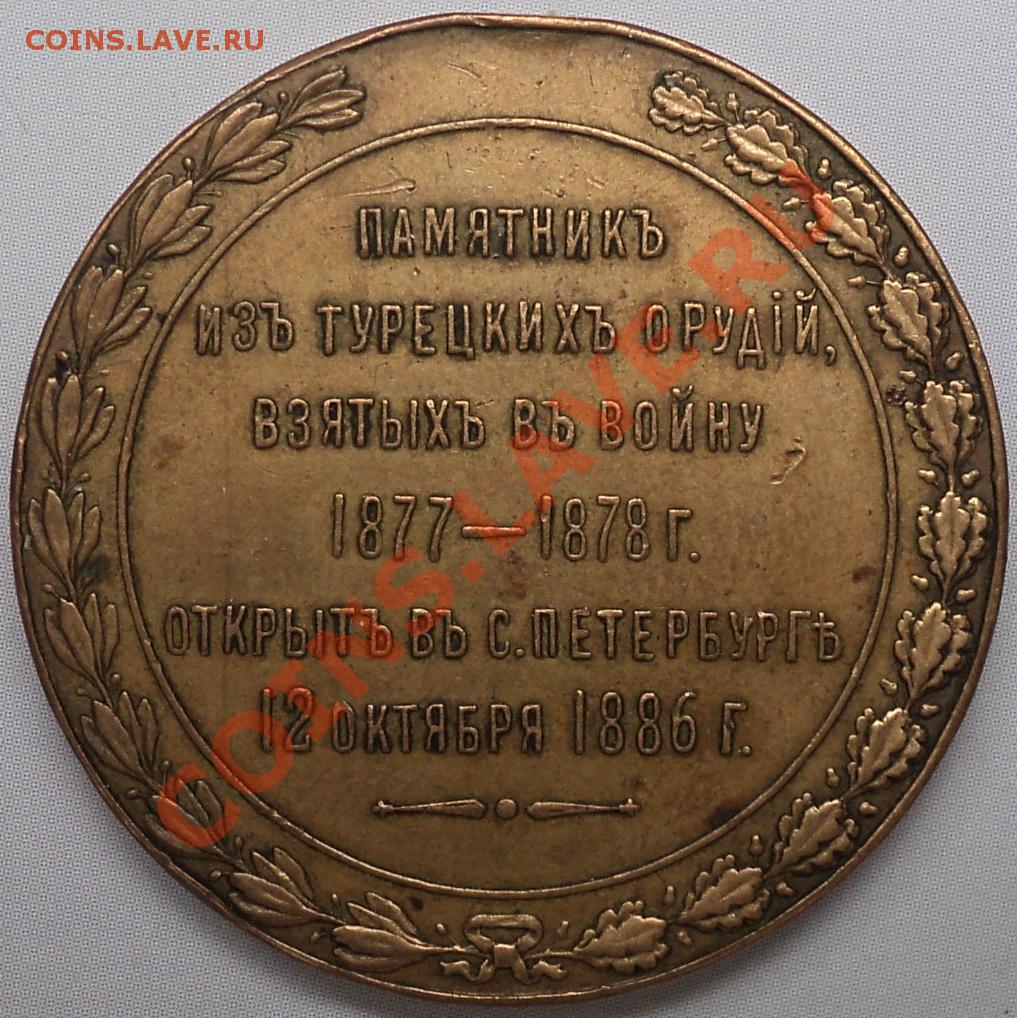 COINS.LAVE.RU
ПАМЯТНИКЪ
ИЗЪ ТУРЕЦКИХЪ ОРУДІЙ,
ВЗЯТЫХЪ ВЪ ВОЙНУ
1877—1878 Г.
ОТКРЫТЪ ВЪ С.ПЕТЕРБУРГѢ
12 ОКТЯБРЯ 1886 Г.
COINS.LAVE.RU